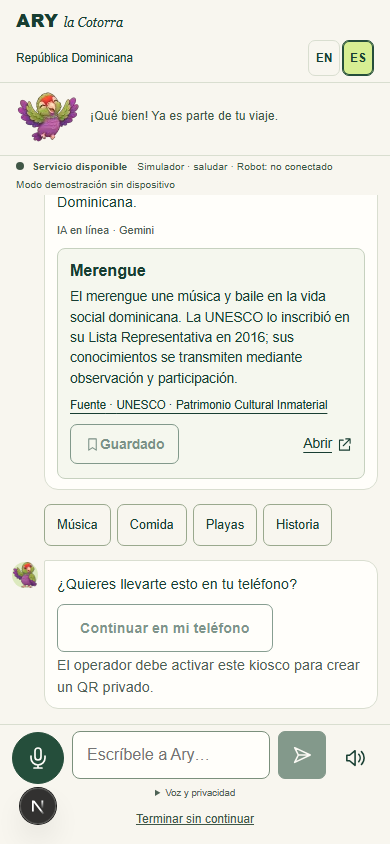 ARY la Cotorra
República Dominicana
EN ES
¡Qué bien! Ya es parte de tu viaje.
Servicio disponible Simulador · saludar · Robot: no conectado
Modo demostración sin dispositivo
Dominicana.
IA en línea · Gemini
Merengue
El merengue une música y baile en la vida
social dominicana. La UNESCO lo inscribió en
su Lista Representativa en 2016; sus
conocimientos se transmiten mediante
observación y participación.
Fuente · UNESCO · Patrimonio Cultural Inmaterial
Guardado Abrir
Música Comida Playas Historia
¿Quieres llevarte esto en tu teléfono?
Continuar en mi teléfono
El operador debe activar este kiosco para crear
un QR privado.
Escríbele a Ary…
Voz y privacidad
N
Terminar sin continuar